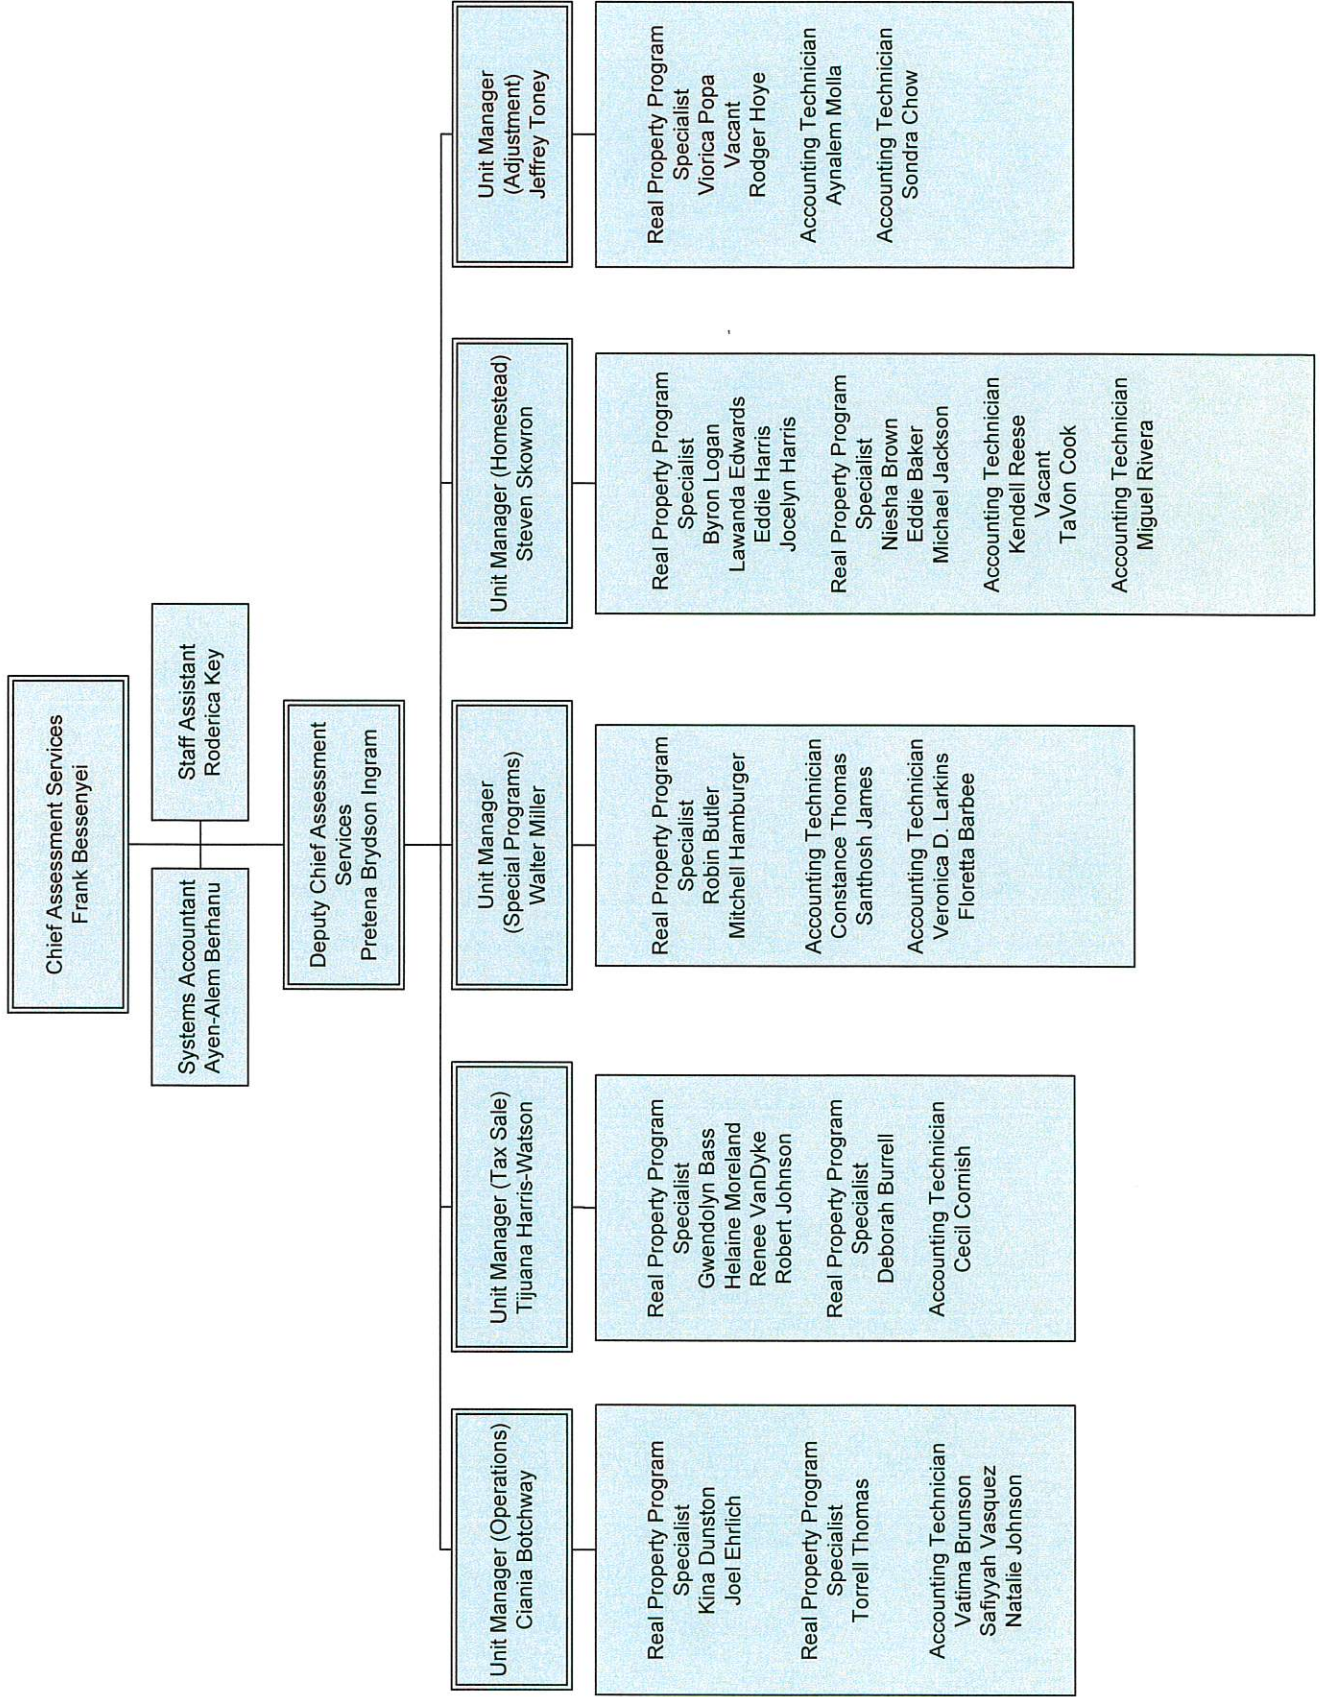 Chief Assessment Services
Frank Bessenyei
Systems Accountant
Ayen-Alem Berhanu
Staff Assistant
Roderica Key
Deputy Chief Assessment
Services
Pretena Brydson Ingram
Unit Manager (Operations)
Ciania Botchway
Real Property Program
Specialist
Kina Dunston
Joel Ehrlich
Real Property Program
Specialist
Torrell Thomas
Accounting Technician
Vatima Brunson
Safiyyah Vasquez
Natalie Johnson
Unit Manager (Tax Sale)
Tijuana Harris-Watson
Real Property Program
Specialist
Gwendolyn Bass
Helaine Moreland
Renee VanDyke
Robert Johnson
Real Property Program
Specialist
Deborah Burrell
Accounting Technician
Cecil Cornish
Unit Manager
(Special Programs)
Walter Miller
Real Property Program
Specialist
Robin Butler
Mitchell Hamburger
Accounting Technician
Constance Thomas
Santhosh James
Accounting Technician
Veronica D. Larkins
Floretta Barbee
Unit Manager (Homestead)
Steven Skowron
Real Property Program
Specialist
Byron Logan
Lawanda Edwards
Eddie Harris
Jocelyn Harris
Real Property Program
Specialist
Niesha Brown
Eddie Baker
Michael Jackson
Accounting Technician
Kendell Reese
Vacant
TaVon Cook
Accounting Technician
Miguel Rivera
Unit Manager
(Adjustment)
Jeffrey Toney
Real Property Program
Specialist
Viorica Popa
Vacant
Rodger Hoye
Accounting Technician
Aynalem Molla
Accounting Technician
Sondra Chow